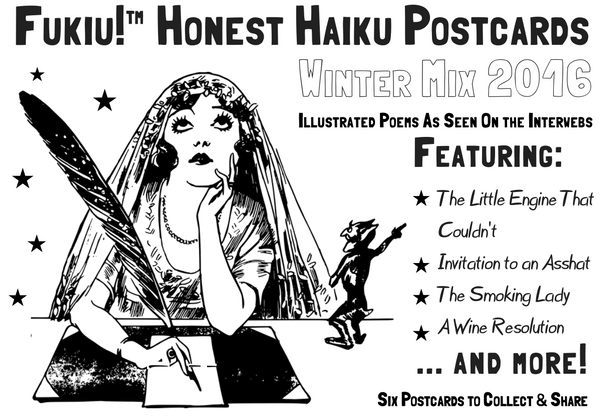 Fukiu!™ Honest Haiku Postcards
Winter Mix 2016
Illustrated Poems As Seen On the Interwebs
Featuring:
The Little Engine That
Couldn't
Invitation to an Asshat
The Smoking Lady
A Wine Resolution
... and more!
Six Postcards to Collect & Share